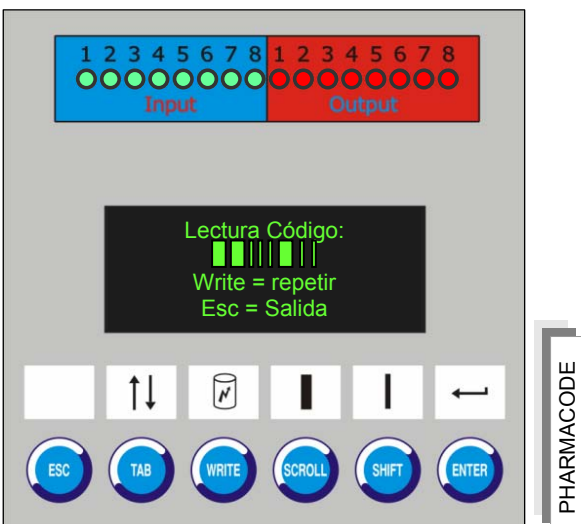 1 2 3 4 5 6 7 8 1 2 3 4 5 6 7 8
Input Output
Lectura Código:
Write = repetir
Esc = Salida
ESC TAB WRITE SCROLL SHIFT ENTER
PHARMACODE